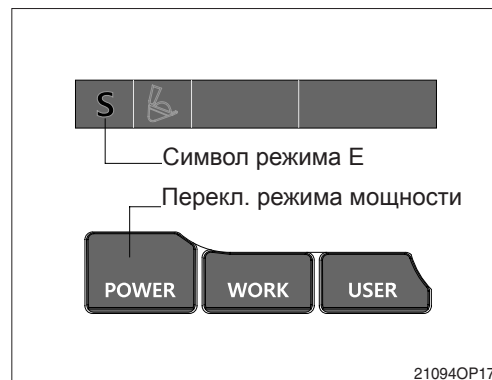 S
Символ режима Е
Перекл. режима мощности
POWER WORK USER
21094OP17